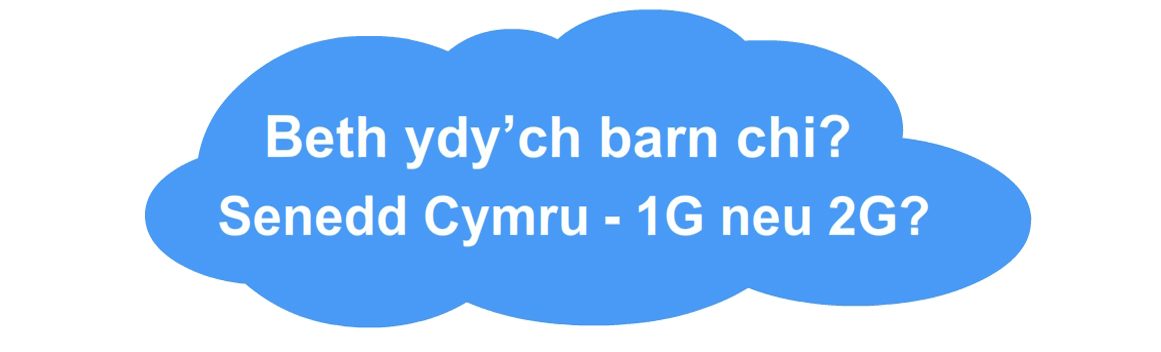 Beth ydy’ch barn chi?
Senedd Cymru - 1G neu 2G?